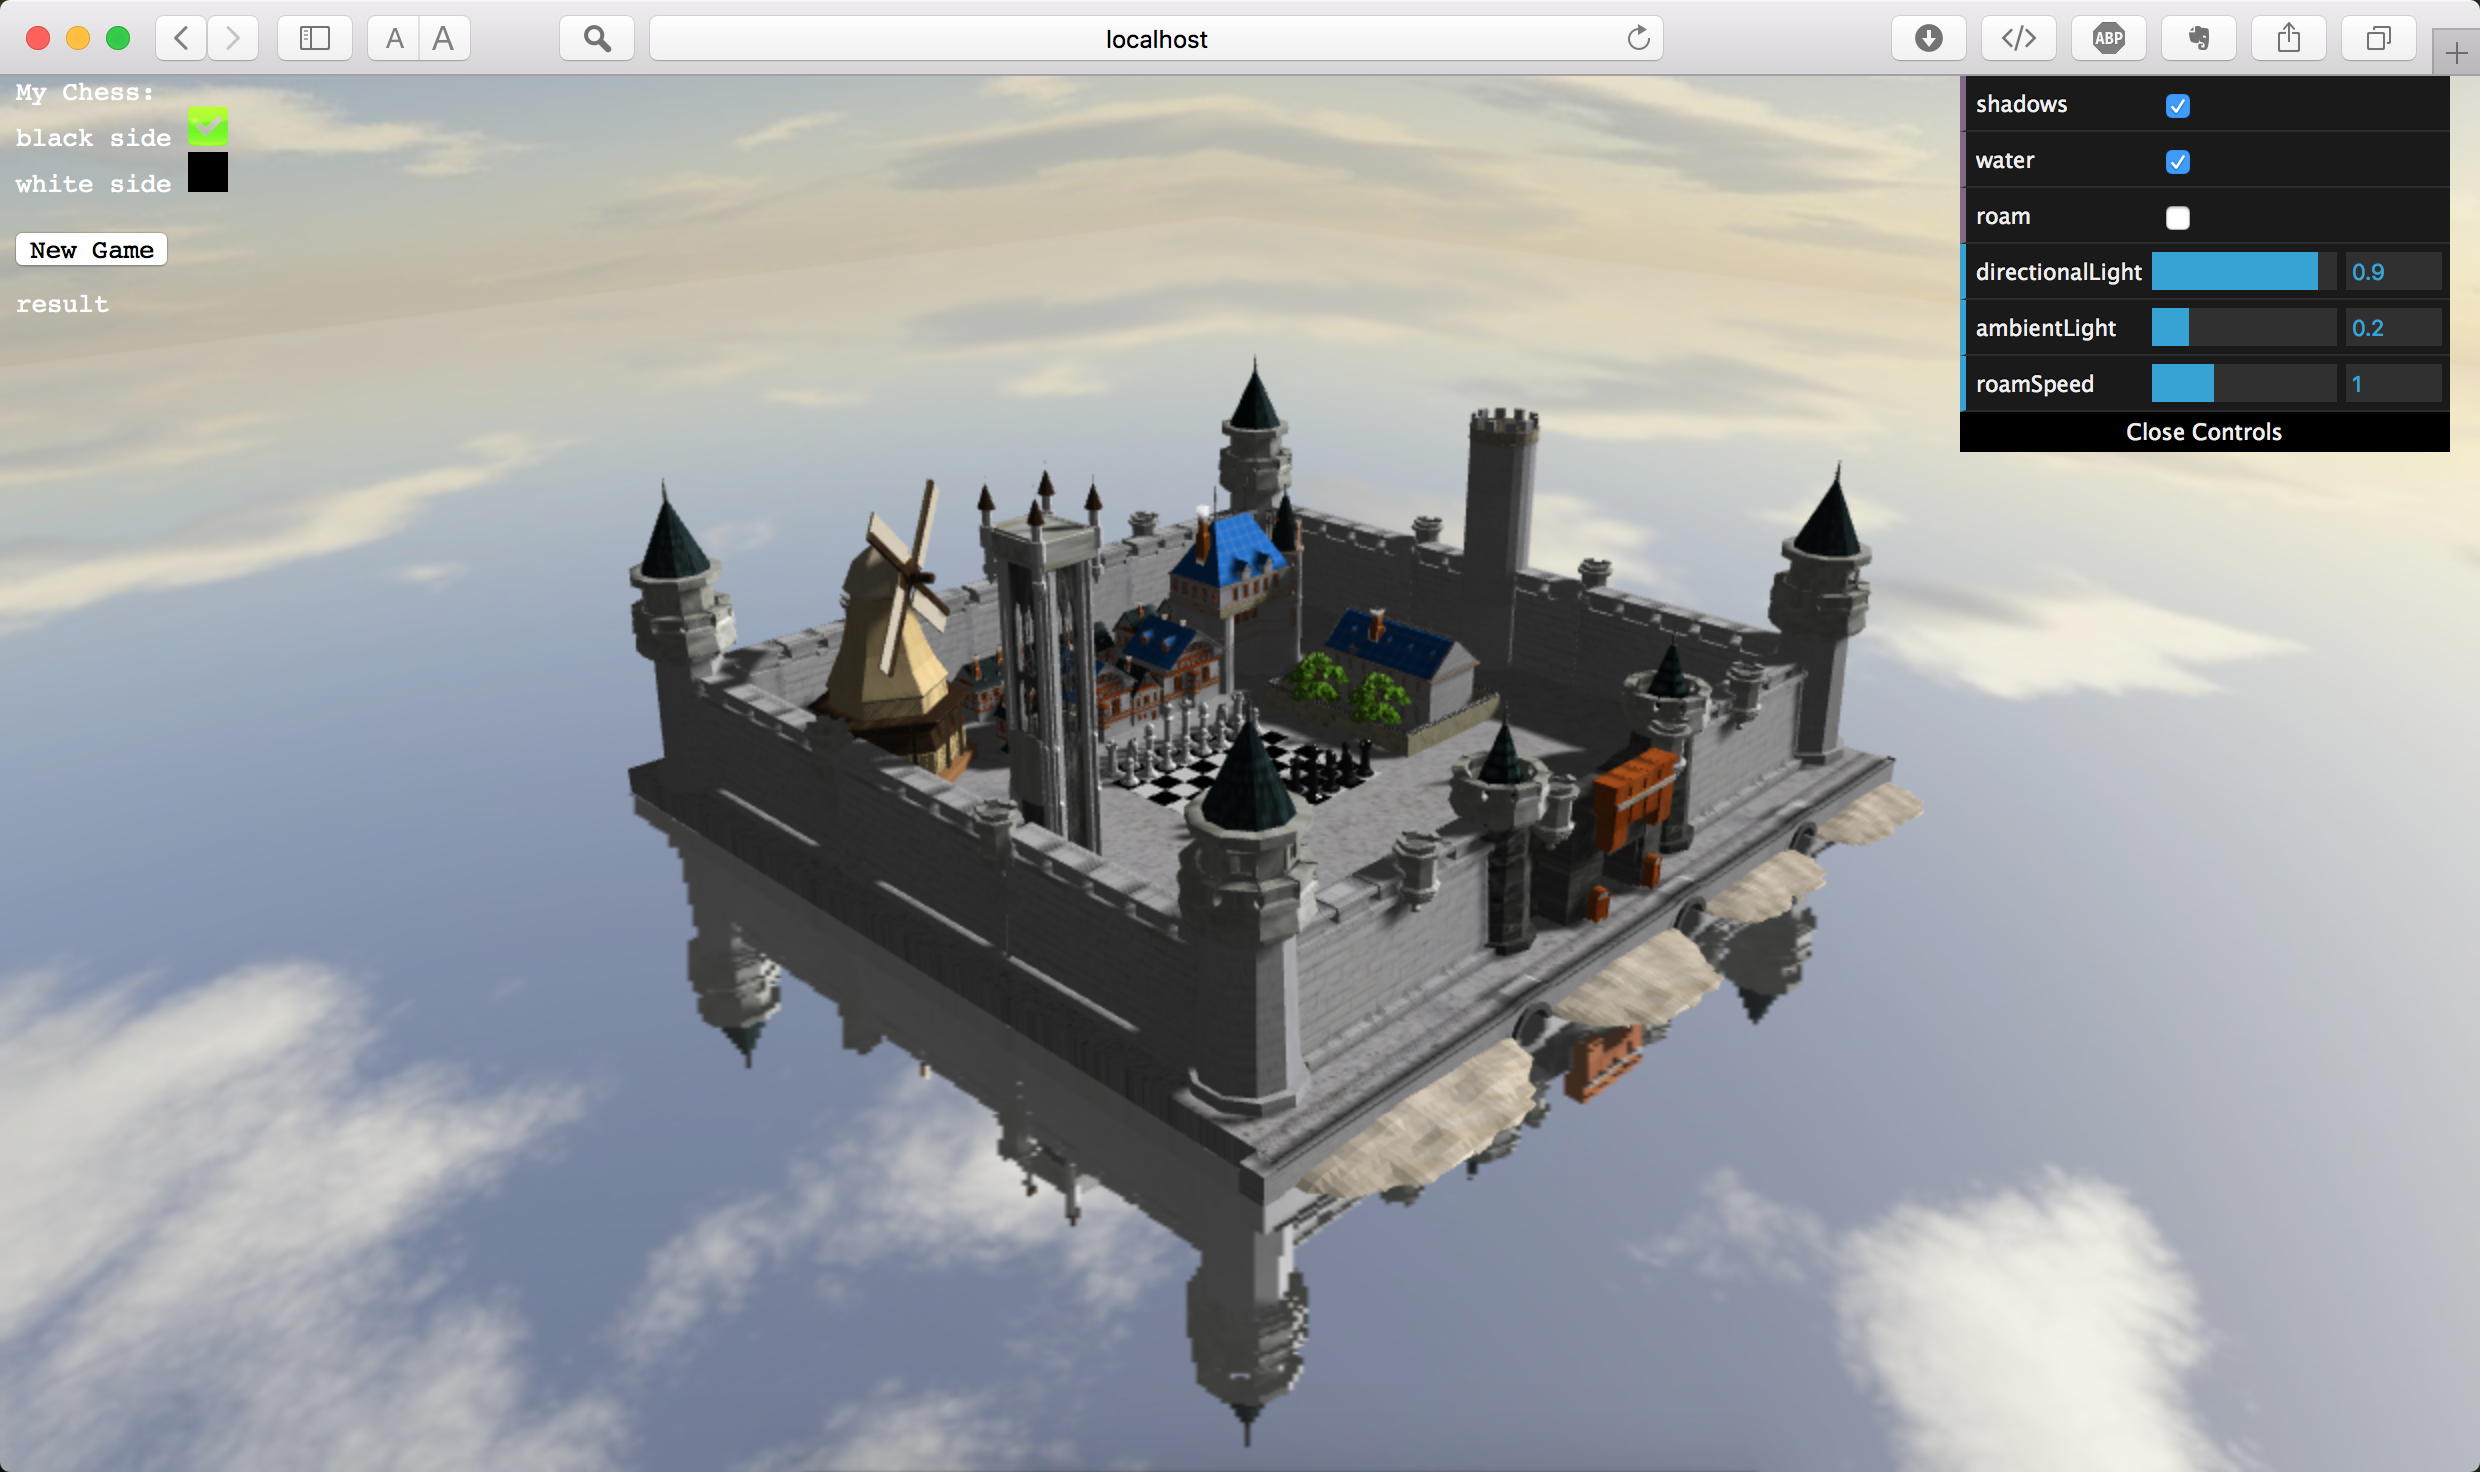 A A
localhost
ABP
My Chess:
black side
white side
New Game
result
shadows
water
roam
directionalLight 0.9
ambientLight 0.2
roamSpeed 1
Close Controls